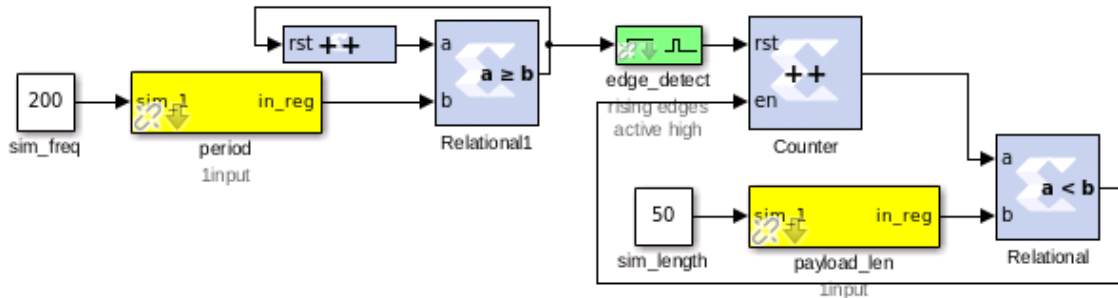 rst ++
a
a ≥ b
b
Relational1
200
sim_freq
sim_1
in_reg
period
1input
edge_detect
rising edges
active high
rst
++
en
Counter
50
sim_length
sim_1
in_reg
payload_len
1input
a
a < b
b
Relational